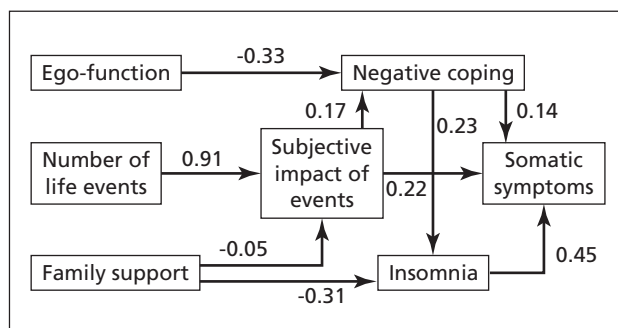 -0.33
Ego-function
Negative coping
0.17
0.23
0.14
Number of
life events
0.91
Subjective
impact of
events
0.22
Somatic
symptoms
-0.05
Family support
Insomnia
0.45
-0.31